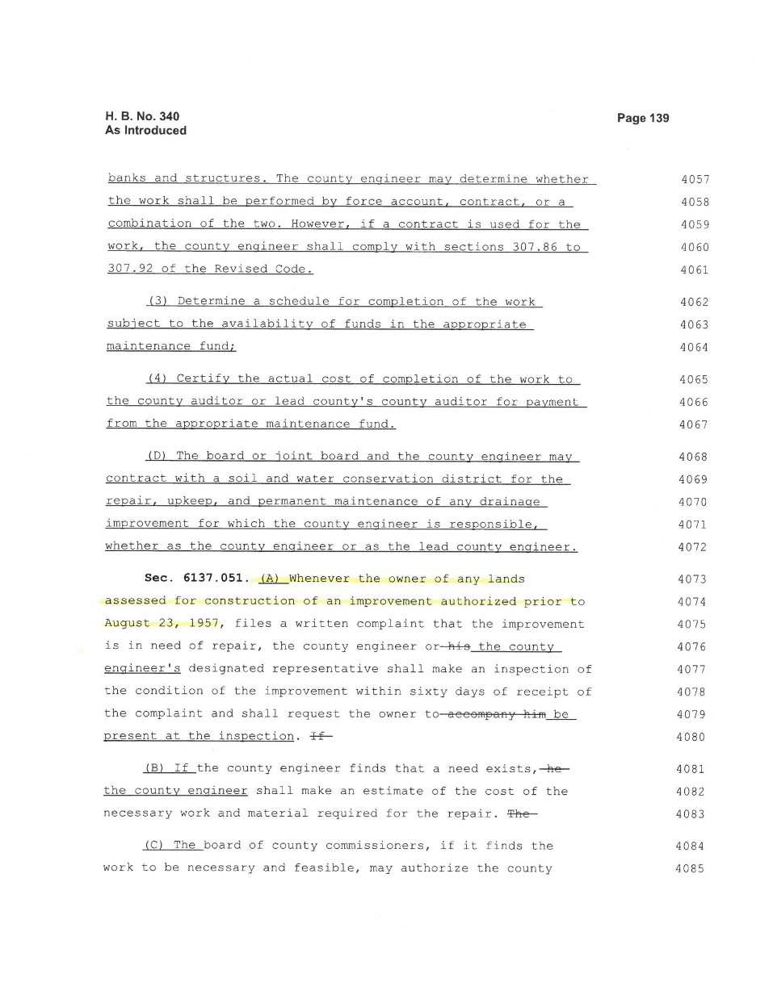 H. B. No. 340 Page 139
As Introduced
banks and structures. The county engineer may determine whether 4057
the work shall be performed by force account, contract, or a 4058
combination of the two. However, if a contract is used for the 4059
work, the county engineer shall comply with sections 307.86 to 4060
307.92 of the Revised Code. 4061
(3) Determine a schedule for completion of the work 4062
subject to the availability of funds in the appropriate 4063
maintenance fund; 4064
(4) Certify the actual cost of completion of the work to 4065
the county auditor or lead county's county auditor for payment 4066
from the appropriate maintenance fund. 4067
(D) The board or joint board and the county engineer may 4068
contract with a soil and water conservation district for the 4069
repair, upkeep, and permanent maintenance of any drainage 4070
improvement for which the county engineer is responsible, 4071
whether as the county engineer or as the lead county engineer. 4072
Sec. 6137.051. (A) Whenever the owner of any lands 4073
assessed for construction of an improvement authorized prior to 4074
August 23, 1957, files a written complaint that the improvement 4075
is in need of repair, the county engineer or his the county 4076
engineer's designated representative shall make an inspection of 4077
the condition of the improvement within sixty days of receipt of 4078
the complaint and shall request the owner to accompany him be 4079
present at the inspection. If 4080
(B) If the county engineer finds that a need exists, he 4081
the county engineer shall make an estimate of the cost of the 4082
necessary work and material required for the repair. The 4083
(C) The board of county commissioners, if it finds the 4084
work to be necessary and feasible, may authorize the county 4085